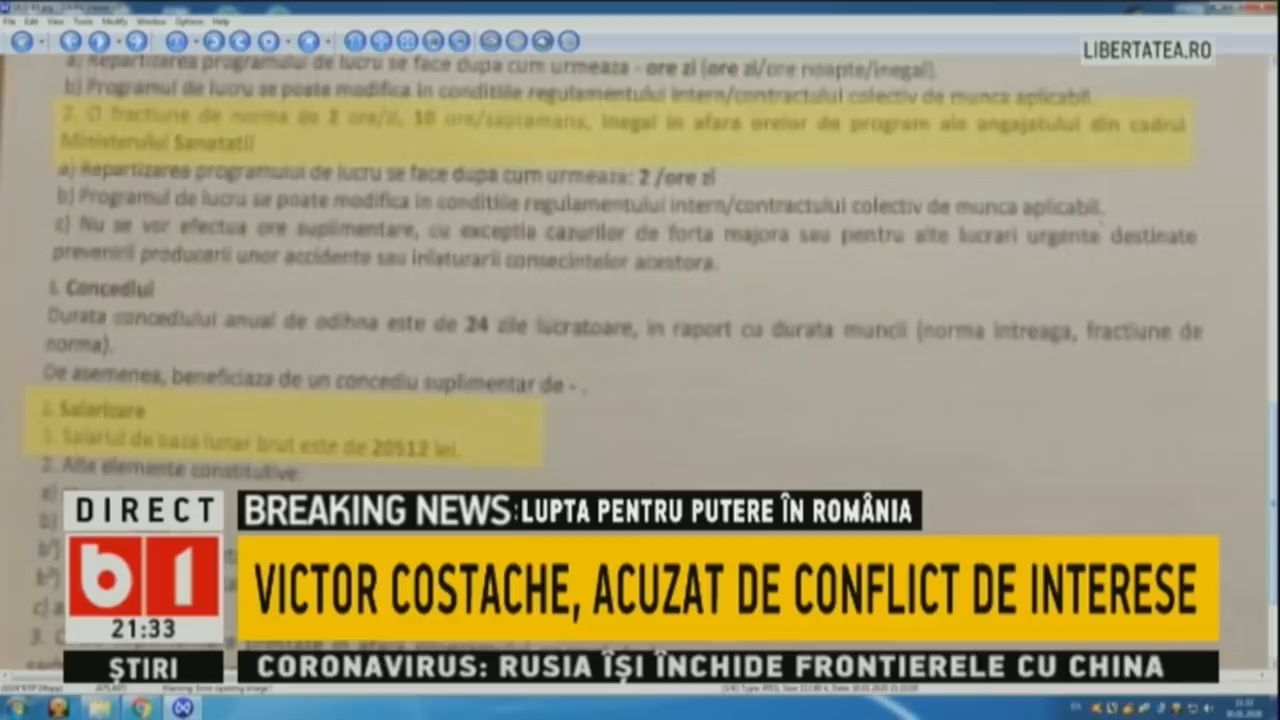 File Edit View Tools Modify Window Options Help
LIBERTATEA.RO
a) Repartizarea programului de lucru se face dupa cum urmeaza - ore zi (ore zi/ore noapte/inegal).
b) Programul de lucru se poate modifica in conditiile regulamentului intern/contractului colectiv de munca aplicabil.
2. O fractiune de norma de 2 ore/zi, 10 ore/saptamana, inegal in afara orelor de program ale angajatului din cadrul
Ministerului Sanatatii
a) Repartizarea programului de lucru se face dupa cum urmeaza: 2 /ore zi
b) Programul de lucru se poate modifica in conditiile regulamentului intern/contractului colectiv de munca aplicabil.
c) Nu se vor efectua ore suplimentare, cu exceptia cazurilor de forta majora sau pentru alte lucrari urgente destinate
prevenirii producerii unor accidente sau inlaturarii consecintelor acestora.
I. Concediul
Durata concediului anual de odihna este de 24 zile lucratoare, in raport cu durata muncii (norma intreaga, fractiune de
norma).
De asemenea, beneficiaza de un concediu suplimentar de - .
J. Salarizare
1. Salariul de baza lunar brut este de 20512 lei.
2. Alte elemente constitutive:
a)
b)
c)
3.
DIRECT
BREAKING NEWS: LUPTA PENTRU PUTERE ÎN ROMÂNIA
b1
VICTOR COSTACHE, ACUZAT DE CONFLICT DE INTERESE
21:33
ȘTIRI
CORONAVIRUS: RUSIA ÎȘI ÎNCHIDE FRONTIERELE CU CHINA